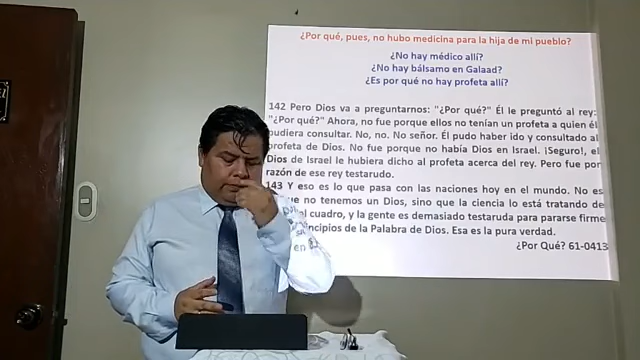 ¿Por qué, pues, no hubo medicina para la hija de mi pueblo?
¿No hay médico allí?
¿No hay bálsamo en Galaad?
¿Es por qué no hay profeta allí?
142 Pero Dios va a preguntarnos: "¿Por qué?" Él le preguntó al rey:
"¿Por qué?" Ahora, no fue porque ellos no tenían un profeta a quien él
pudiera consultar. No, no. No señor. Él pudo haber ido y consultado al
profeta de Dios. No fue porque no había Dios en Israel. ¡Seguro!, el
Dios de Israel le hubiera dicho al profeta acerca del rey. Pero fue por
razón de ese rey testarudo.
143 Y eso es lo que pasa con las naciones hoy en el mundo. No es
que no tenemos un Dios, sino que la ciencia lo está tratando de
el cuadro, y la gente es demasiado testaruda para pararse firme
principios de la Palabra de Dios. Esa es la pura verdad.
¿Por Qué? 61-0413